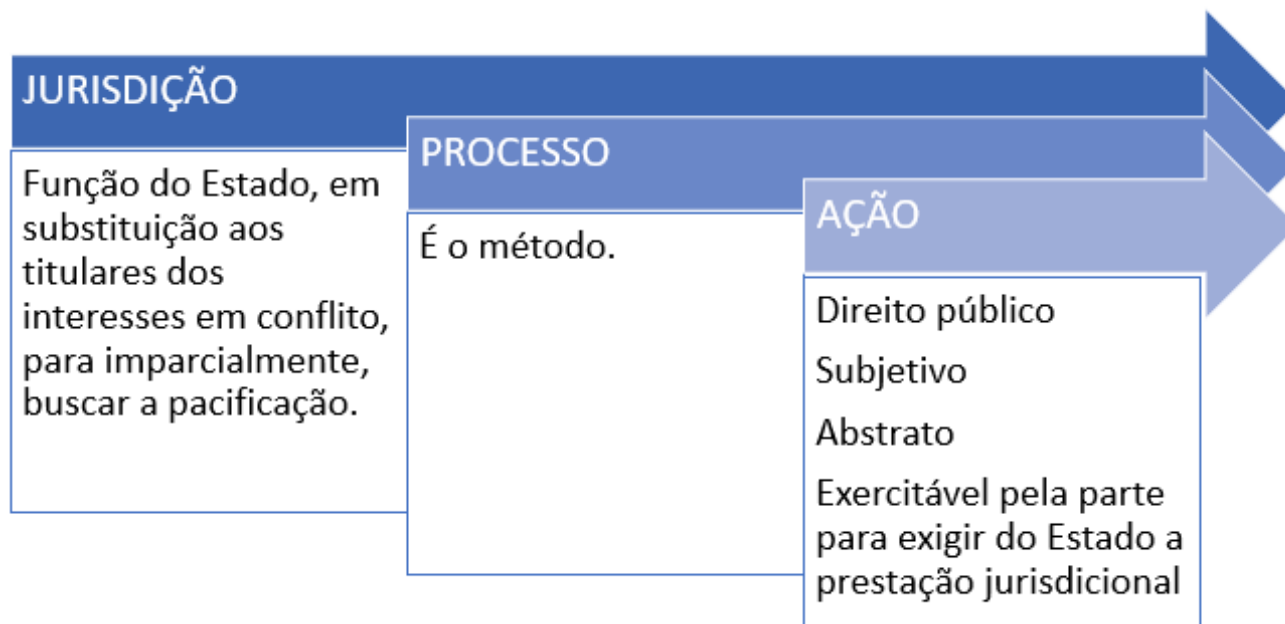 JURISDIÇÃO
Função do Estado, em
substituição aos
titulares dos
interesses em conflito,
para imparcialmente,
buscar a pacificação.
PROCESSO
É o método.
AÇÃO
Direito público
Subjetivo
Abstrato
Exercitável pela parte
para exigir do Estado a
prestação jurisdicional